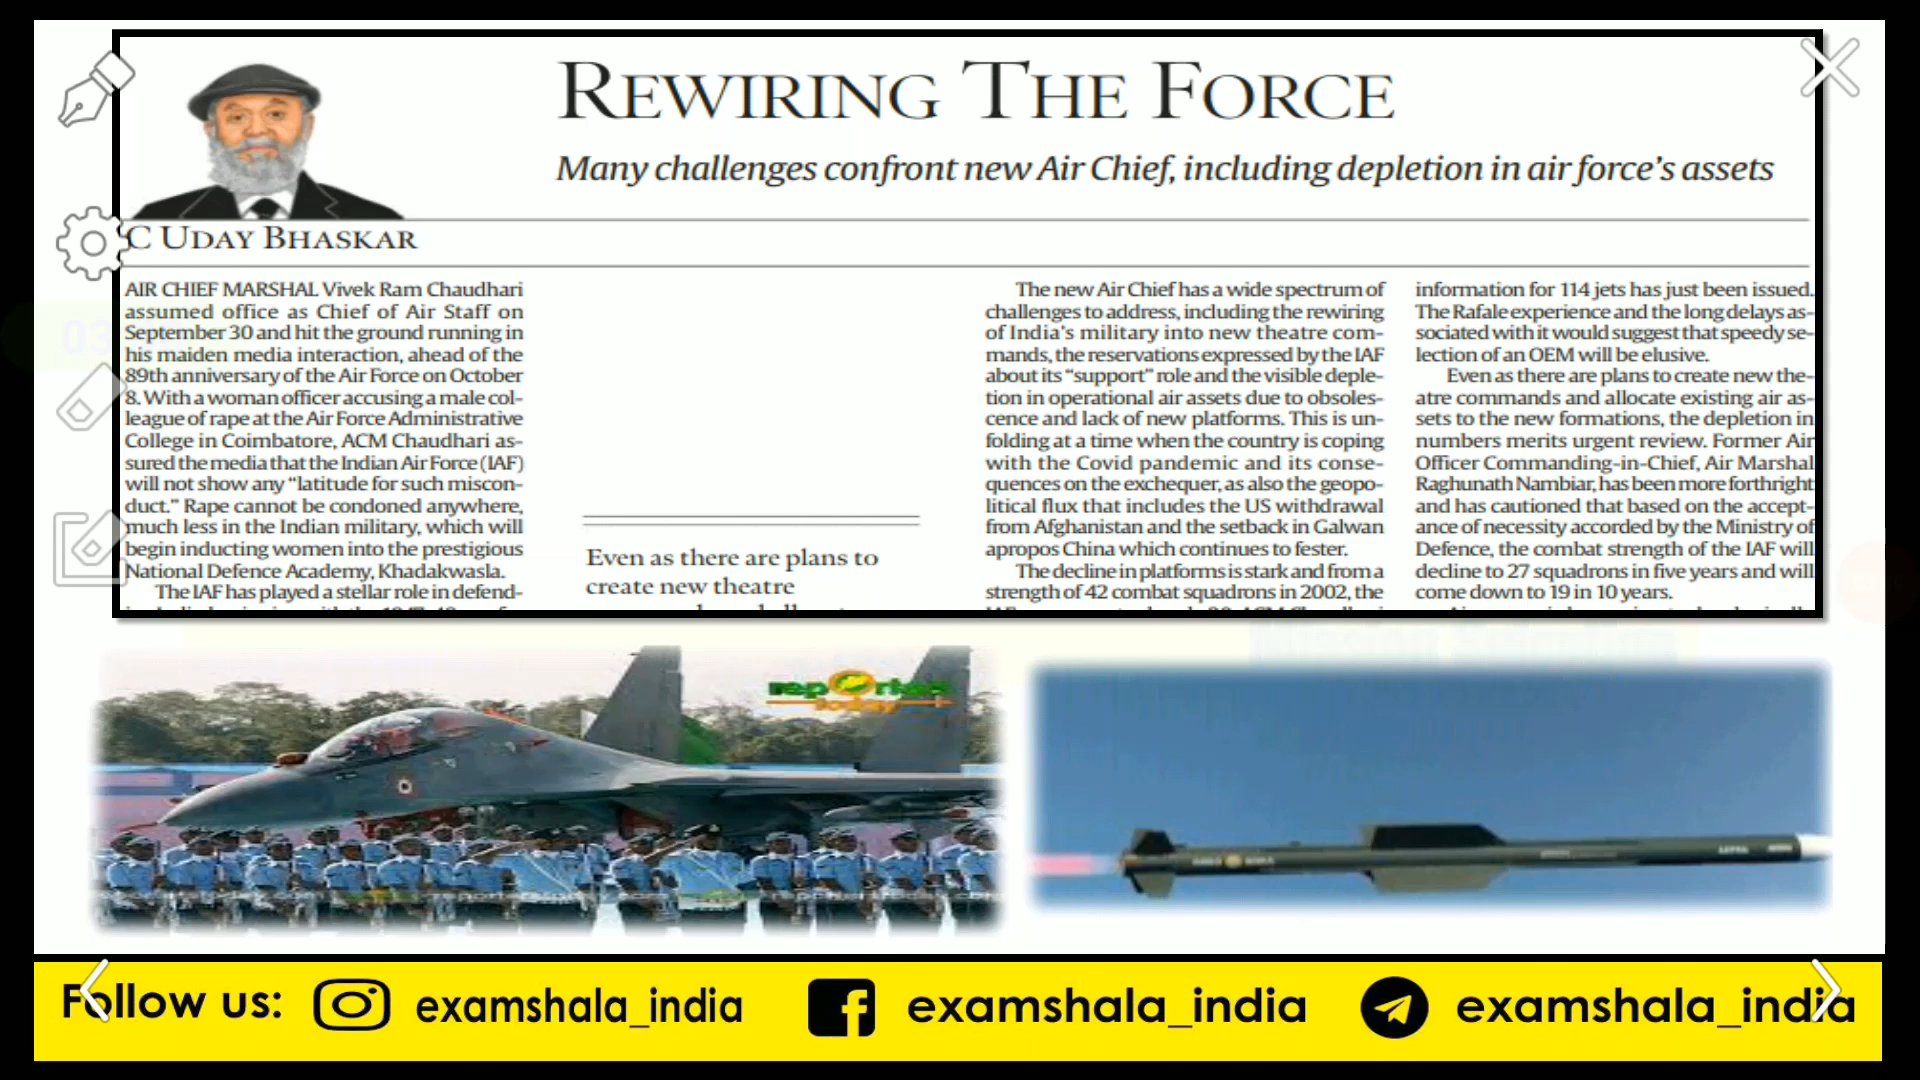 REWIRING THE FORCE
Many challenges confront new Air Chief, including depletion in air force's assets
C UDAY BHASKAR
AIR CHIEF MARSHAL Vivek Ram Chaudhari
assumed office as Chief of Air Staff on
September 30 and hit the ground running in
his maiden media interaction, ahead of the
89th anniversary of the Air Force on October
8. With a woman officer accusing a male col-
league of rape at the Air Force Administrative
College in Coimbatore, ACM Chaudhari as-
sured the media that the Indian Air Force (IAF)
will not show any “latitude for such miscon-
duct.” Rape cannot be condoned anywhere,
much less in the Indian military, which will
begin inducting women into the prestigious
National Defence Academy, Khadakwasla.
The IAF has played a stellar role in defend-
Even as there are plans to
create new theatre
The new Air Chief has a wide spectrum of
challenges to address, including the rewiring
of India's military into new theatre com-
mands, the reservations expressed by the IAF
about its “support” role and the visible deple-
tion in operational air assets due to obsoles-
cence and lack of new platforms. This is un-
folding at a time when the country is coping
with the Covid pandemic and its conse-
quences on the exchequer, as also the geopo-
litical flux that includes the US withdrawal
from Afghanistan and the setback in Galwan
apropos China which continues to fester.
The decline in platforms is stark and from a
strength of 42 combat squadrons in 2002, the
information for 114 jets has just been issued.
The Rafale experience and the long delays as-
sociated with it would suggest that speedy se-
lection of an OEM will be elusive.
Even as there are plans to create new the-
atre commands and allocate existing air as-
sets to the new formations, the depletion in
numbers merits urgent review. Former Air
Officer Commanding-in-Chief, Air Marshal
Raghunath Nambiar, has been more forthright
and has cautioned that based on the accept-
ance of necessity accorded by the Ministry of
Defence, the combat strength of the IAF will
decline to 27 squadrons in five years and will
come down to 19 in 10 years.
reporter
today
Follow us: examshala_india examshala_india examshala_india